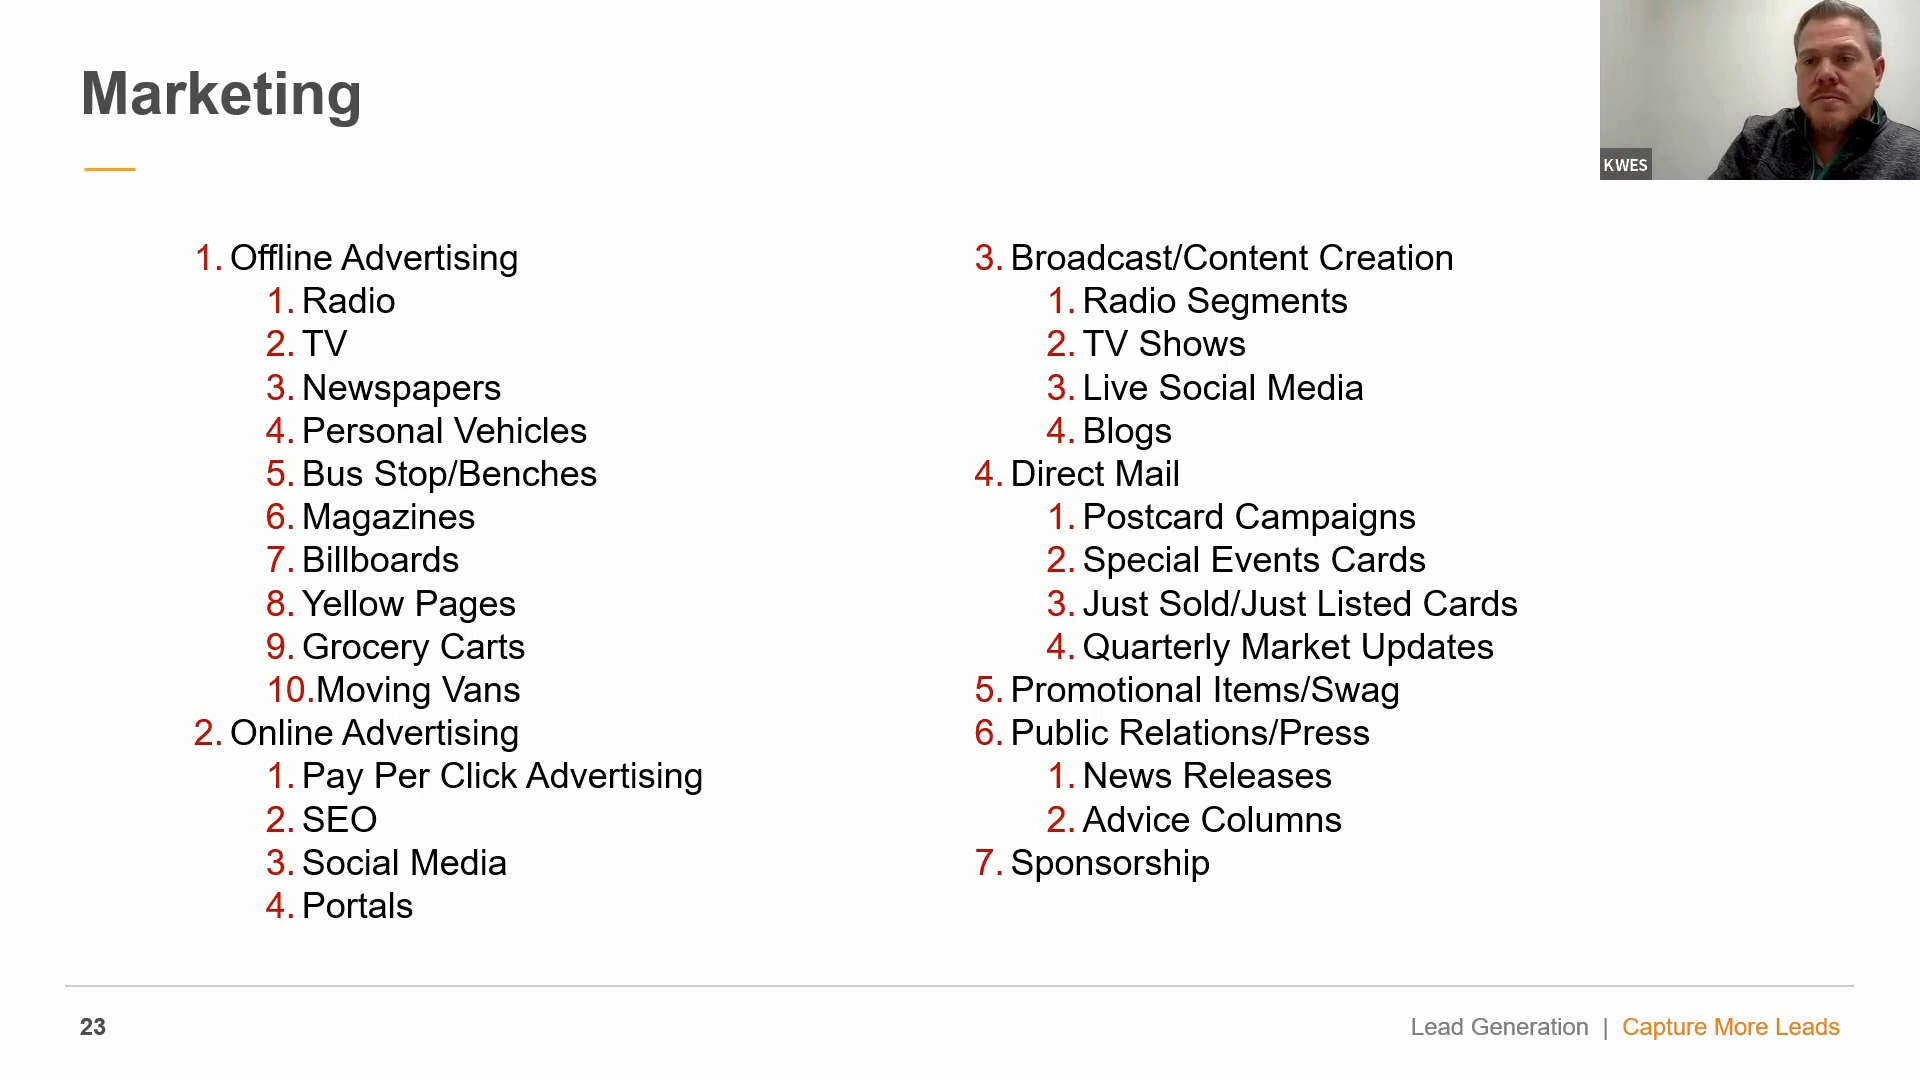 Marketing
KWES
1. Offline Advertising
1. Radio
2. TV
3. Newspapers
4. Personal Vehicles
5. Bus Stop/Benches
6. Magazines
7. Billboards
8. Yellow Pages
9. Grocery Carts
10.Moving Vans
2. Online Advertising
1. Pay Per Click Advertising
2. SEO
3. Social Media
4. Portals
3. Broadcast/Content Creation
1. Radio Segments
2. TV Shows
3. Live Social Media
4. Blogs
4. Direct Mail
1. Postcard Campaigns
2. Special Events Cards
3. Just Sold/Just Listed Cards
4. Quarterly Market Updates
5. Promotional Items/Swag
6. Public Relations/Press
1. News Releases
2. Advice Columns
7. Sponsorship
23
Lead Generation | Capture More Leads